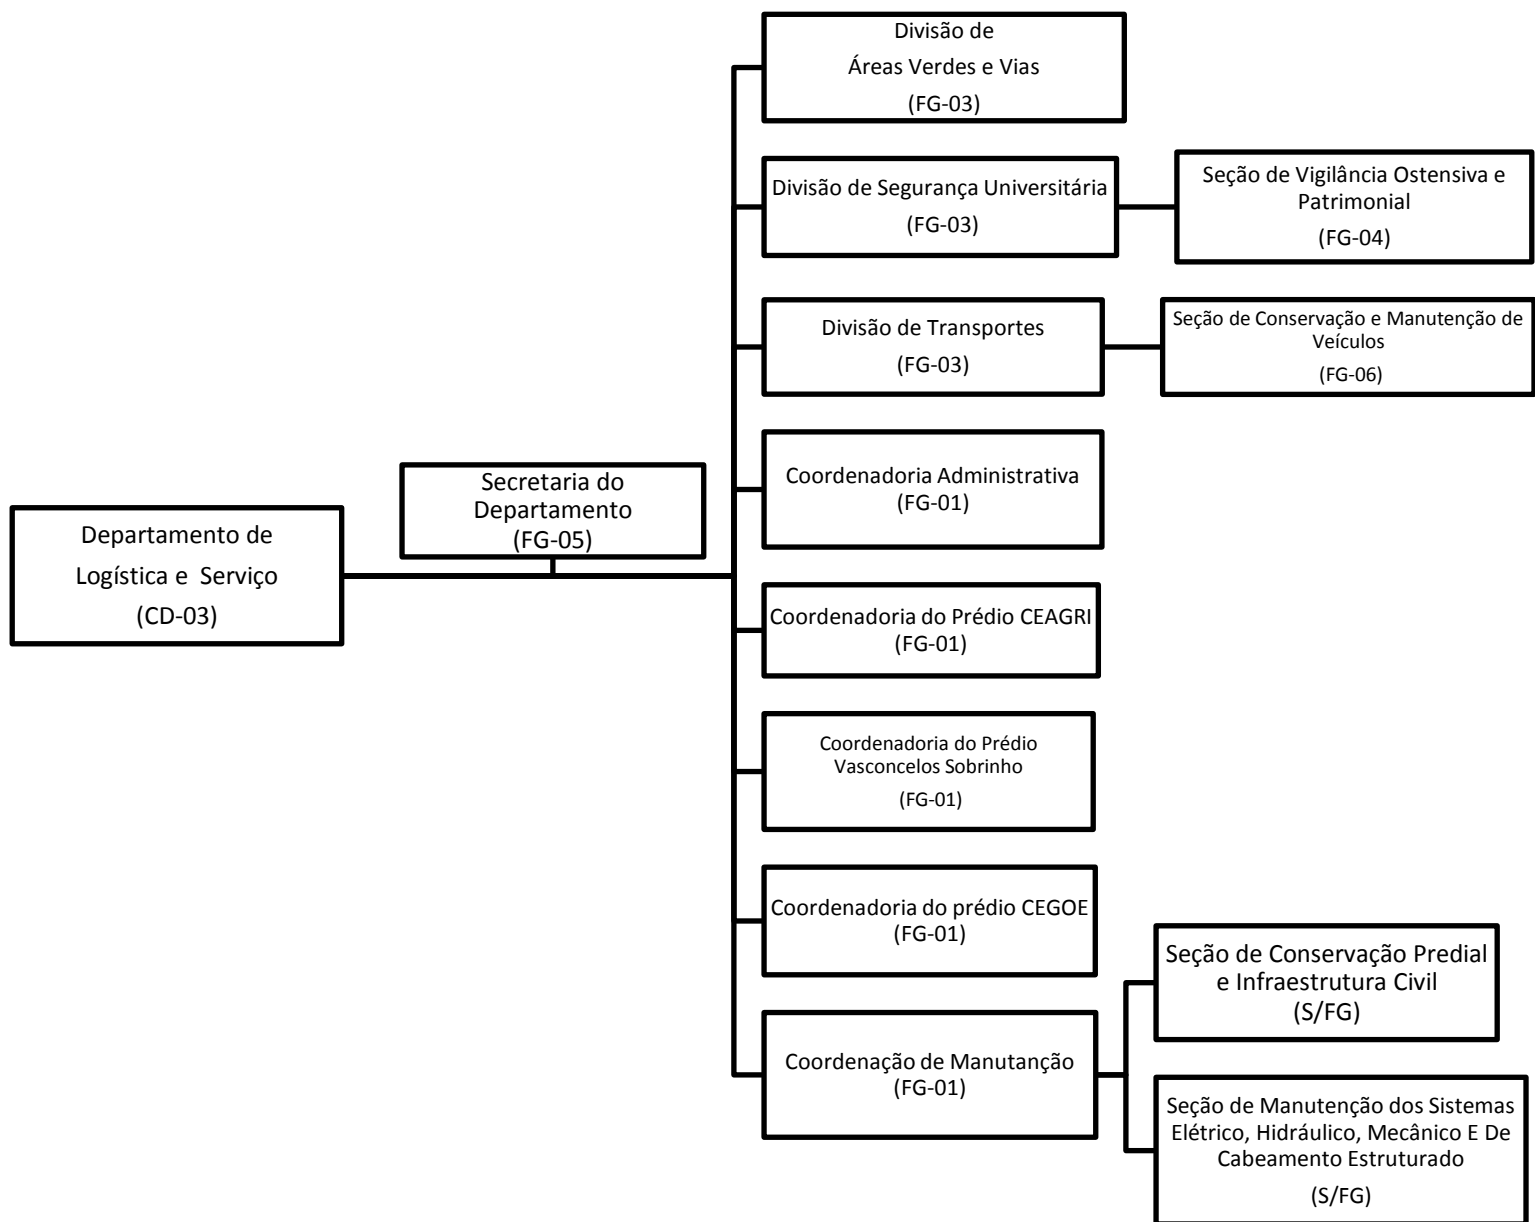 Divisão de
Áreas Verdes e Vias
(FG-03)
Divisão de Segurança Universitária
(FG-03)
Seção de Vigilância Ostensiva e
Patrimonial
(FG-04)
Divisão de Transportes
(FG-03)
Seção de Conservação e Manutenção de
Veículos
(FG-06)
Coordenadoria Administrativa
(FG-01)
Secretaria do
Departamento
(FG-05)
Departamento de
Logística e  Serviço
(CD-03)
Coordenadoria do Prédio CEAGRI
(FG-01)
Coordenadoria do Prédio
Vasconcelos Sobrinho
(FG-01)
Coordenadoria do prédio CEGOE
(FG-01)
Seção de Conservação Predial
e Infraestrutura Civil
(S/FG)
Coordenação de Manutanção
(FG-01)
Seção de Manutenção dos Sistemas
Elétrico, Hidráulico, Mecânico E De
Cabeamento Estruturado
(S/FG)